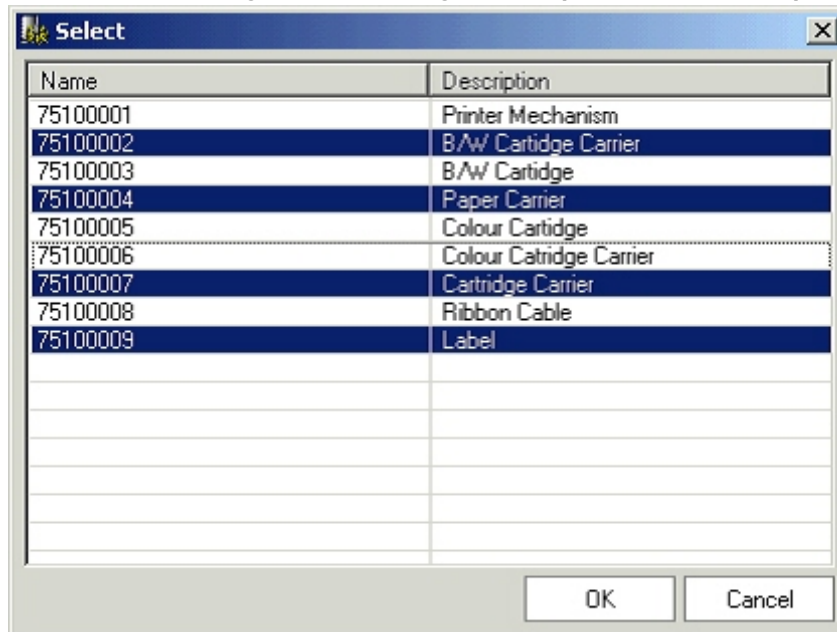 Select
Name Description
75100001 Printer Mechanism
75100002 B/W Cartidge Carrier
75100003 B/W Cartidge
75100004 Paper Carrier
75100005 Colour Cartidge
75100006 Colour Catridge Carrier
75100007 Cartridge Carrier
75100008 Ribbon Cable
75100009 Label
OK Cancel